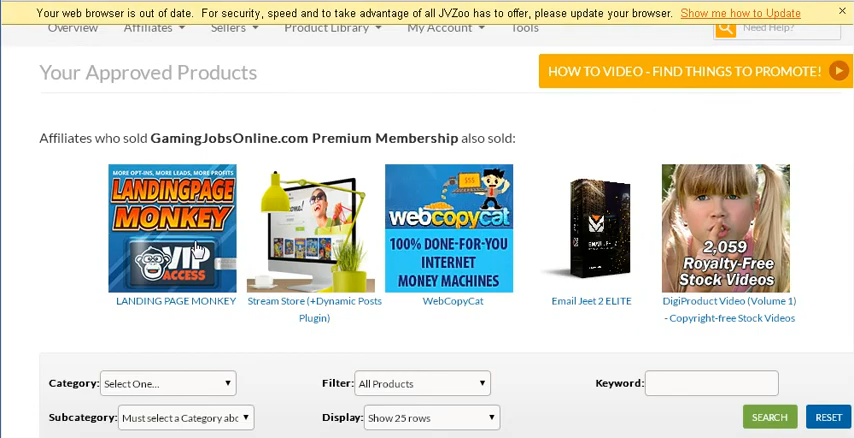 Your web browser is out of date. For security, speed and to take advantage of all JVZoo has to offer, please update your browser. Show me how to Update
Overview Affiliates Sellers Product Library My Account Tools Need Help?
Your Approved Products
HOW TO VIDEO - FIND THINGS TO PROMOTE!
Affiliates who sold GamingJobsOnline.com Premium Membership also sold:
MORE OPT-INS, MORE LEADS, MORE PROFITS
LANDINGPAGE
MONKEY
VIP
ACCESS
$$$
webcopycat
100% DONE-FOR-YOU
INTERNET
MONEY MACHINES
2,059
Royalty-Free
Stock Videos
LANDING PAGE MONKEY
Stream Store (+Dynamic Posts
Plugin)
WebCopyCat
Email Jeet 2 ELITE
DigiProduct Video (Volume 1)
- Copyright-free Stock Videos
Category: Select One... Filter: All Products Keyword:
Subcategory: Must select a Category abc Display: Show 25 rows SEARCH RESET